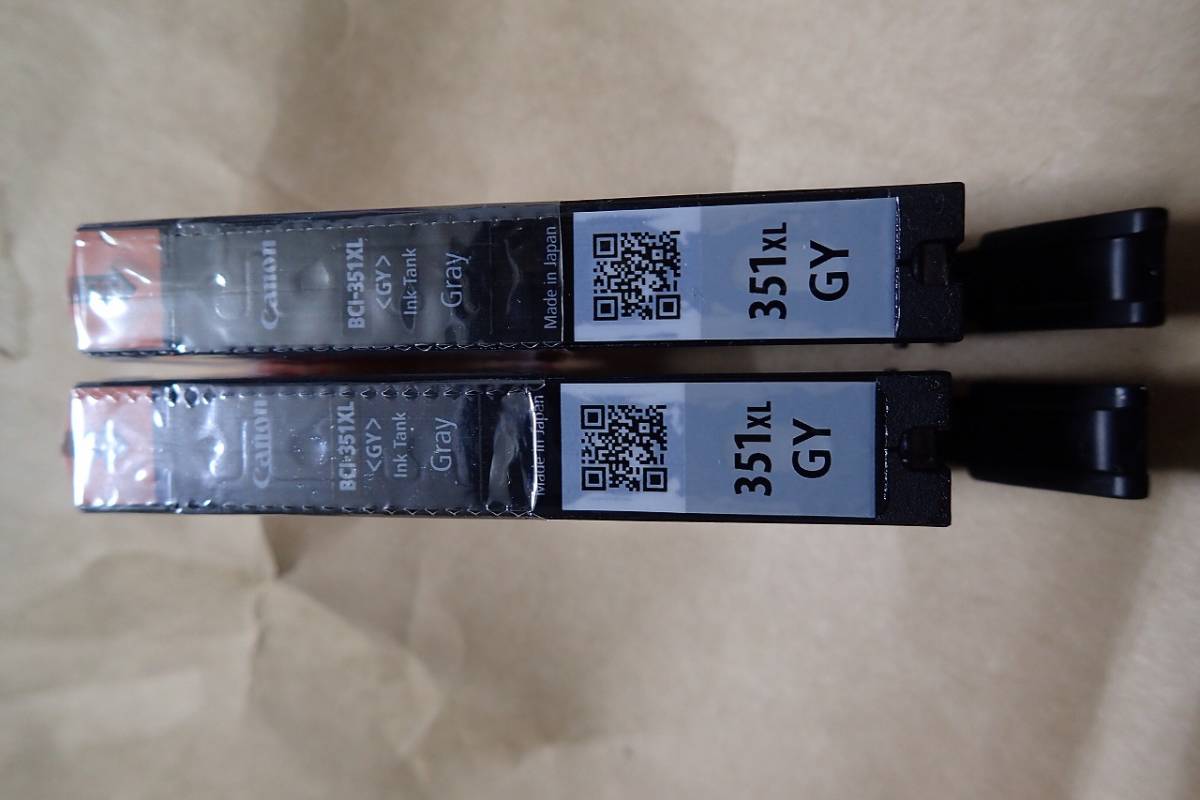 Canon
BCI-351XL
<GY>
Ink Tank
Gray
Made in Japan
351XL
GY
Canon
BCI-351XL
<GY>
Ink Tank
Gray
Made in Japan
351XL
GY